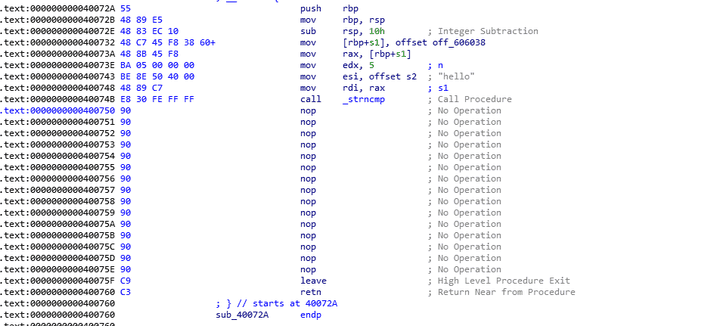 .text:000000000040072A 55 push rbp
.text:000000000040072B 48 89 E5 mov rbp, rsp
.text:000000000040072E 48 83 EC 10 sub rsp, 10h ; Integer Subtraction
.text:0000000000400732 48 C7 45 F8 38 60+ mov [rbp+s1], offset off_606038
.text:000000000040073A 48 8B 45 F8 mov rax, [rbp+s1]
.text:000000000040073E BA 05 00 00 00 mov edx, 5 ; n
.text:0000000000400743 BE 8E 50 40 00 mov esi, offset s2 ; "hello"
.text:0000000000400748 48 89 C7 mov rdi, rax ; s1
.text:000000000040074B E8 30 FE FF FF call _strncmp ; Call Procedure
.text:0000000000400750 90 nop ; No Operation
.text:0000000000400751 90 nop ; No Operation
.text:0000000000400752 90 nop ; No Operation
.text:0000000000400753 90 nop ; No Operation
.text:0000000000400754 90 nop ; No Operation
.text:0000000000400755 90 nop ; No Operation
.text:0000000000400756 90 nop ; No Operation
.text:0000000000400757 90 nop ; No Operation
.text:0000000000400758 90 nop ; No Operation
.text:0000000000400759 90 nop ; No Operation
.text:000000000040075A 90 nop ; No Operation
.text:000000000040075B 90 nop ; No Operation
.text:000000000040075C 90 nop ; No Operation
.text:000000000040075D 90 nop ; No Operation
.text:000000000040075E 90 nop ; No Operation
.text:000000000040075F C9 leave ; High Level Procedure Exit
.text:0000000000400760 C3 retn ; Return Near from Procedure
.text:0000000000400760 ; } // starts at 40072A
.text:0000000000400760 sub_40072A endp